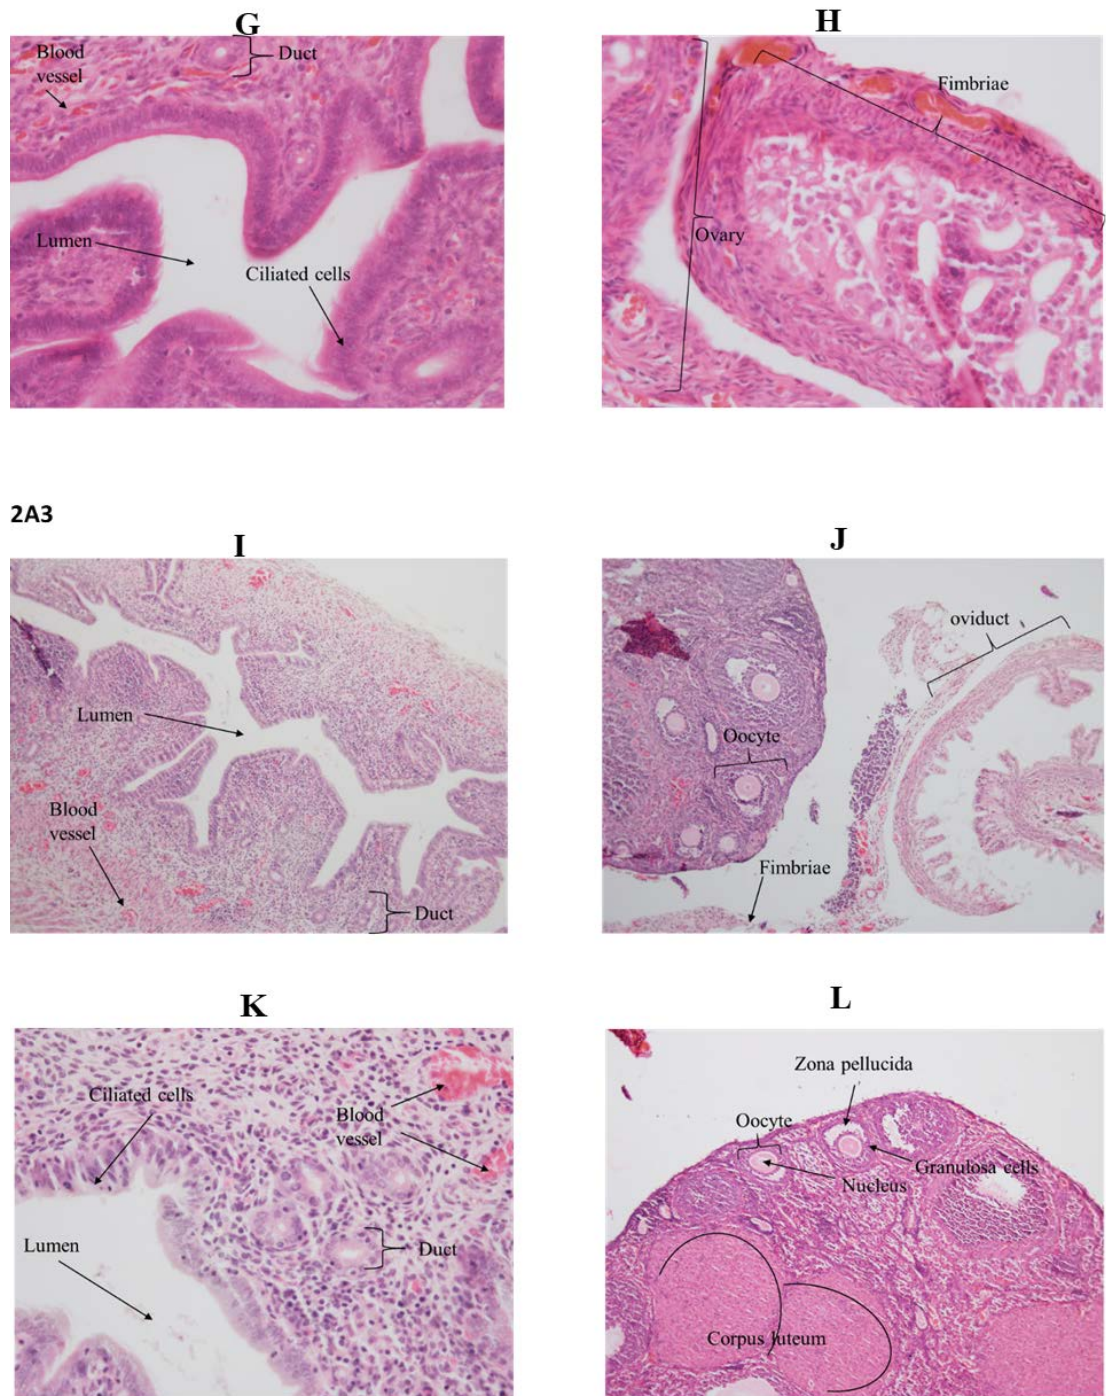 G
Blood
vessel
Duct
Lumen
Ciliated cells
H
Fimbriae
Ovary
2A3
I
Lumen
Blood
vessel
Duct
J
oviduct
Oocyte
Fimbriae
K
Ciliated cells
Blood
vessel
Duct
Lumen
L
Zona pellucida
Oocyte
Granulosa cells
Nucleus
Corpus luteum